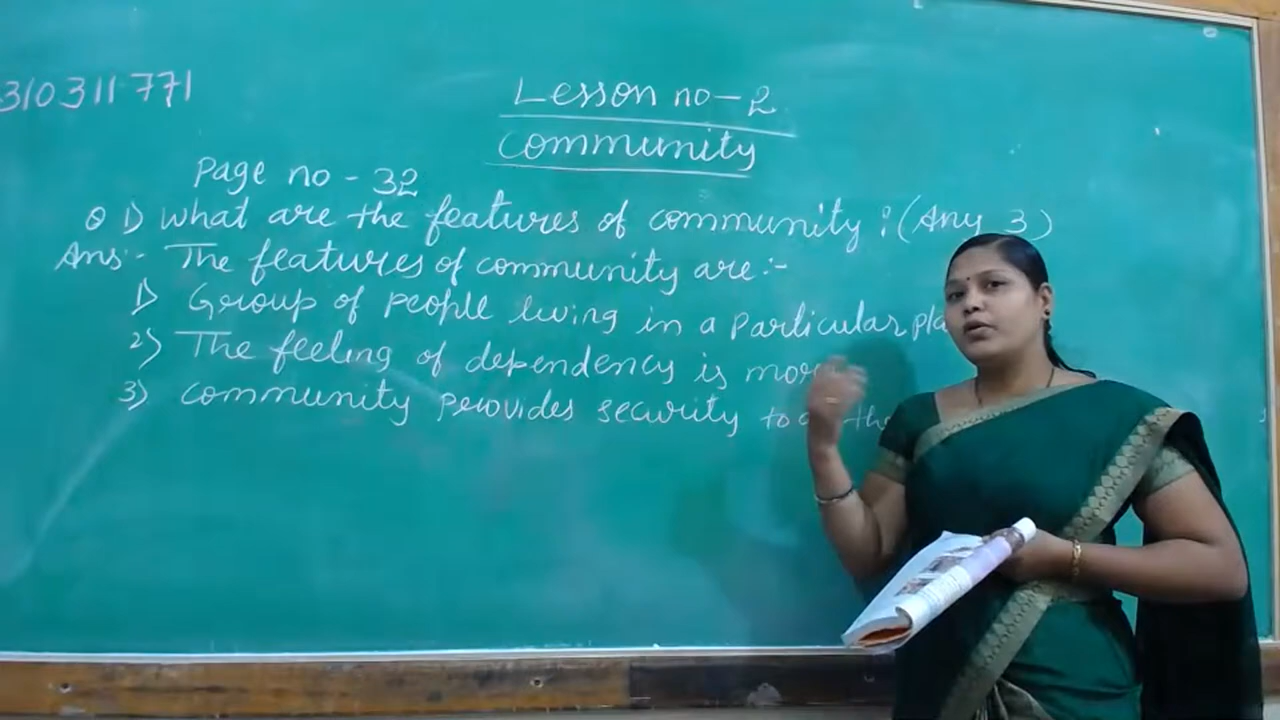 310311771
Lesson no-2
community
Page no - 32
Q 1) what are the features of community : (Any 3)
Ans:- The features of community are:-
1) Group of people living in a particular
2) The feeling of dependency is more
3) community provides security to